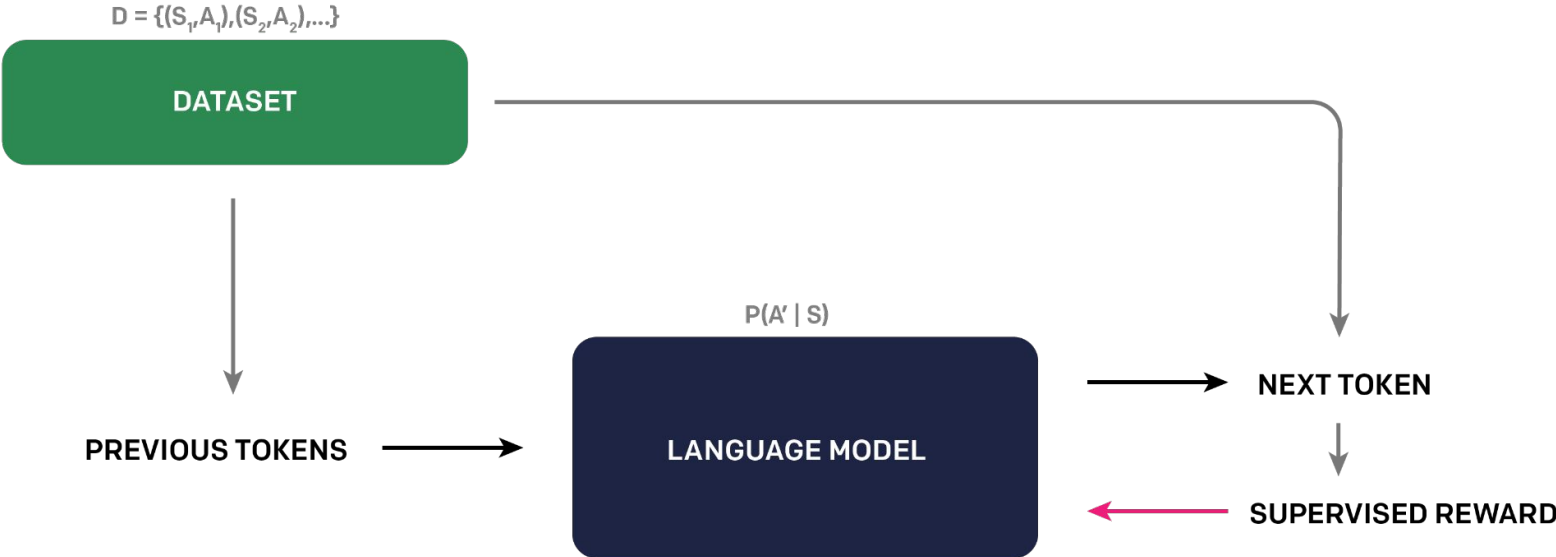 D = {(S₁,A₁),(S₂,A₂),...}
DATASET
P(A′ | S)
NEXT TOKEN
PREVIOUS TOKENS
LANGUAGE MODEL
SUPERVISED REWARD